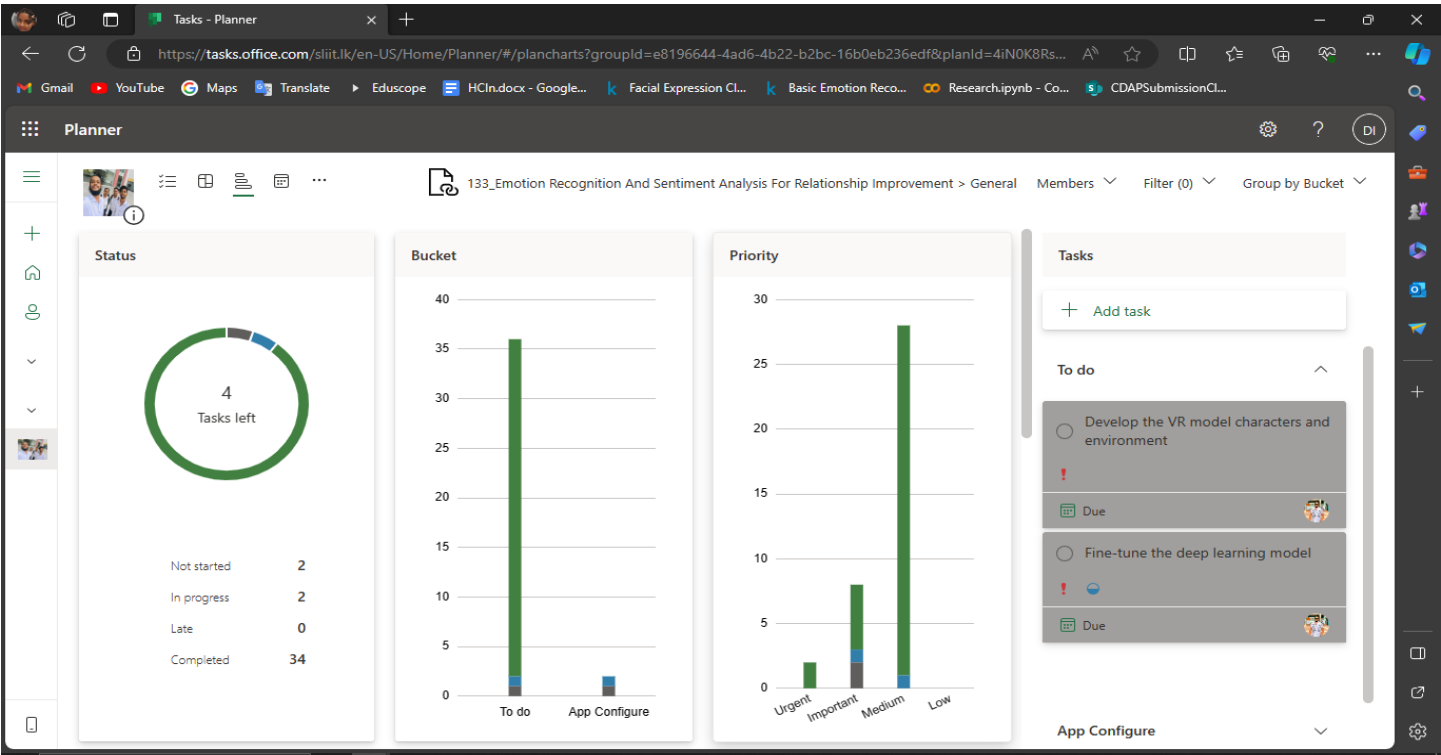 Tasks - Planner
https://tasks.office.com/sliit.lk/en-US/Home/Planner/#/plancharts?groupId=e8196644-4ad6-4b22-b2bc-16b0eb236edf&planId=4iN0K8Rs...
Gmail YouTube Maps Translate Eduscope HCIn.docx - Google... Facial Expression Cl... Basic Emotion Reco... Research.ipynb - Co... CDAPSubmissionCl...
Planner
DI
133_Emotion Recognition And Sentiment Analysis For Relationship Improvement > General Members Filter (0) Group by Bucket
Status
4
Tasks left
Not started 2
In progress 2
Late 0
Completed 34
Bucket
40
35
30
25
20
15
10
5
0
To do App Configure
Priority
30
25
20
15
10
5
0
Urgent Important Medium Low
Tasks
+ Add task
To do
Develop the VR model characters and
environment
Due
Fine-tune the deep learning model
Due
App Configure